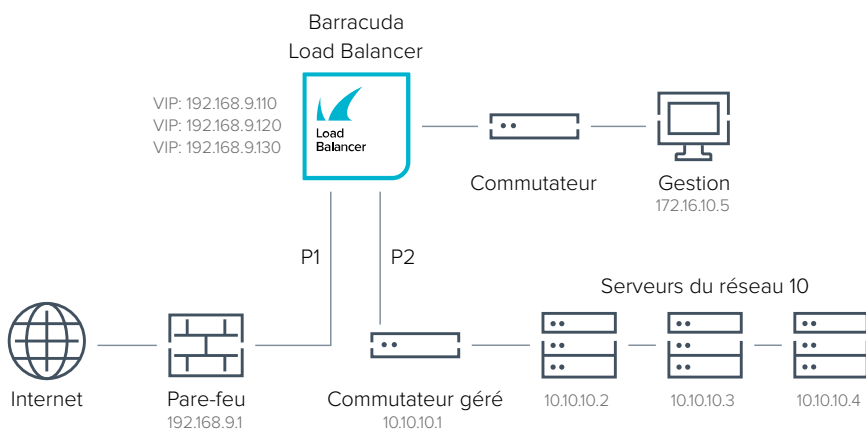 Barracuda
Load Balancer
VIP: 192.168.9.110
VIP: 192.168.9.120
VIP: 192.168.9.130
Load
Balancer
Commutateur
Gestion
172.16.10.5
P1
P2
Serveurs du réseau 10
Internet
Pare-feu
192.168.9.1
Commutateur géré
10.10.10.1
10.10.10.2
10.10.10.3
10.10.10.4